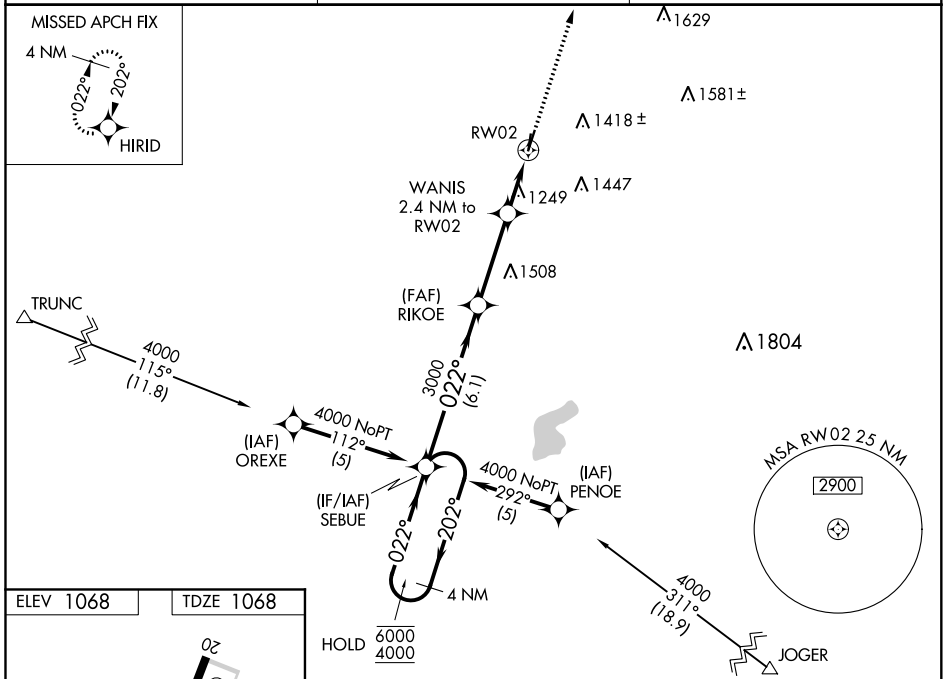 MISSED APCH FIX
4 NM
022°
202°
HIRID
1629
1581±
1418 ±
RW02
WANIS
2.4 NM to
RW02
1249
1447
1508
(FAF)
RIKOE
1804
TRUNC
4000
115°
(11.8)
3000
022°
(6.1)
(IAF)
OREXE
4000 NoPT
112°
(5)
4000 NoPT
292°
(5)
(IAF)
PENOE
(IF/IAF)
SEBUE
022°
202°
4 NM
HOLD
6000
4000
MSA RW02 25 NM
2900
4000
311°
(18.9)
JOGER
ELEV 1068
TDZE 1068
20